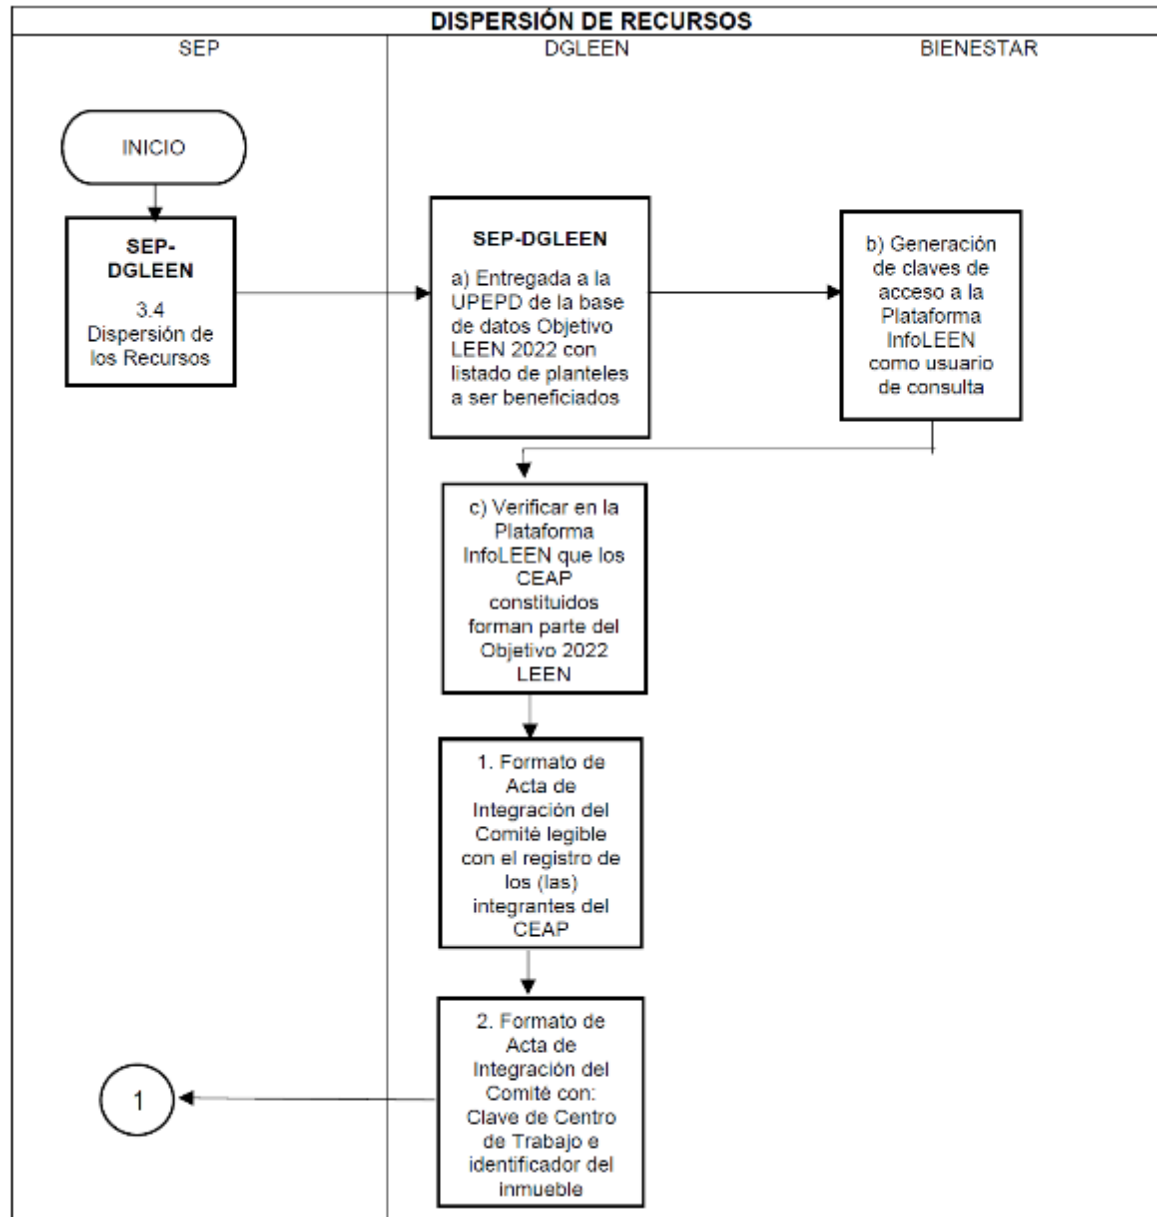 DISPERSIÓN DE RECURSOS
SEP
DGLEEN
BIENESTAR
INICIO
SEP-
DGLEEN
3.4
Dispersión de
los Recursos
SEP-DGLEEN
a) Entregada a la
UPEPD de la base
de datos Objetivo
LEEN 2022 con
listado de planteles
a ser beneficiados
b) Generación
de claves de
acceso a la
Plataforma
InfoLEEN
como usuario
de consulta
c) Verificar en la
Plataforma
InfoLEEN que los
CEAP
constituidos
forman parte del
Objetivo 2022
LEEN
1. Formato de
Acta de
Integración del
Comité legible
con el registro de
los (las)
integrantes del
CEAP
2. Formato de
Acta de
Integración del
Comité con:
Clave de Centro
de Trabajo e
identificador del
inmueble
1